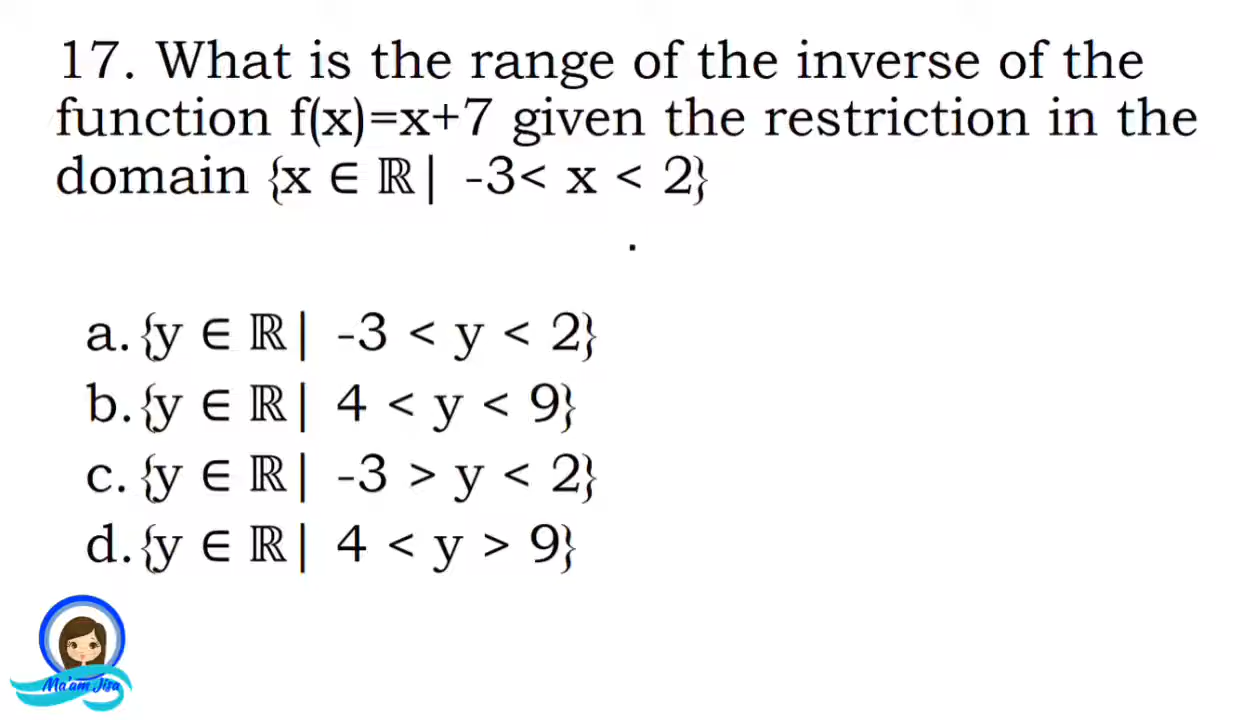 17. What is the range of the inverse of the
function f(x)=x+7 given the restriction in the
domain {x ∈ ℝ| -3< x < 2}
.
a. {y ∈ ℝ| -3 < y < 2}
b. {y ∈ ℝ| 4 < y < 9}
c. {y ∈ ℝ| -3 > y < 2}
d. {y ∈ ℝ| 4 < y > 9}
Ma'am Jisa